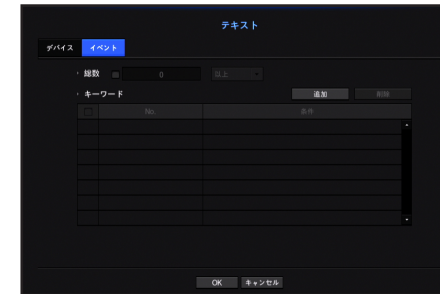 テキスト
デバイス イベント
・ 総数 0 以上
・ キーワード 追加 削除
No. 条件
OK キャンセル